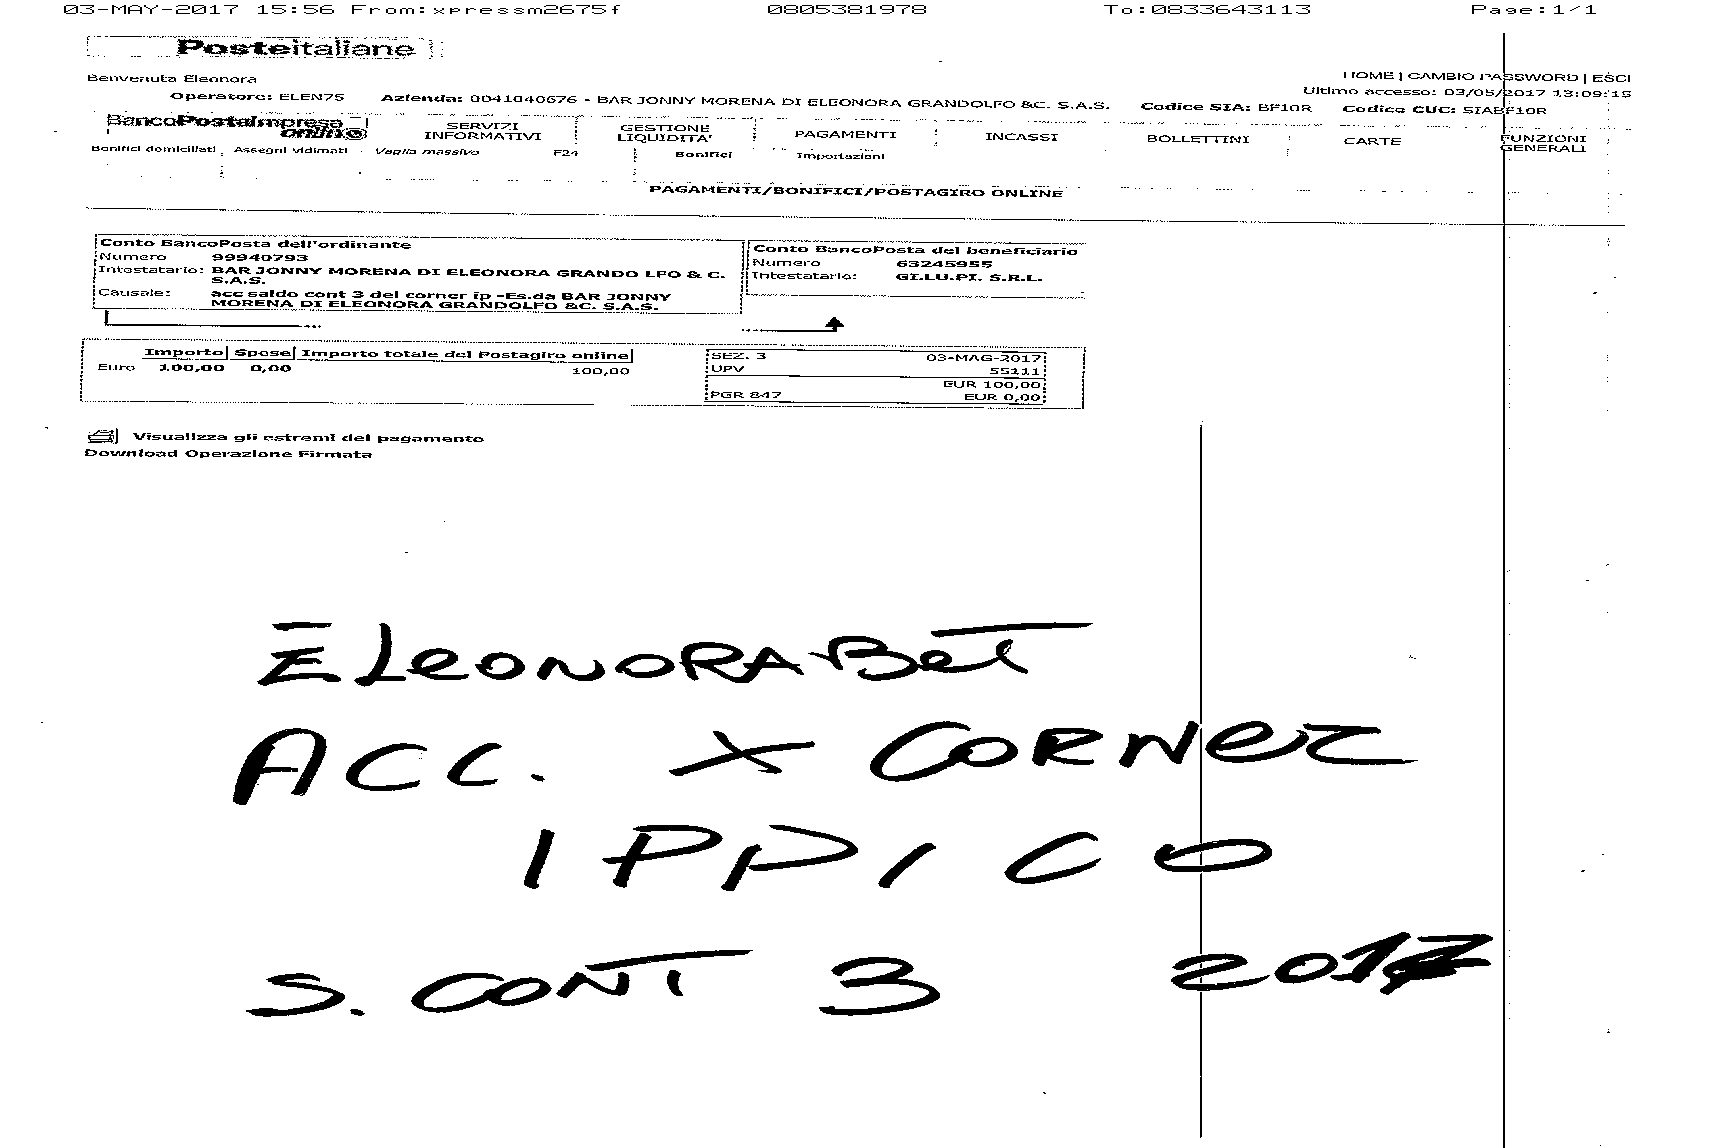 03-MAY-2017 15:56 From:xpressm2675f 0805381978 To:0833643113 Page:1/1
Posteitaliane
Benvenuta Eleonora HOME | CAMBIO PASSWORD | ESCI
Ultimo accesso: 03/05/2017 13:09:15
Operatore: ELEN75 Azienda: 0041040676 - BAR JONNY MORENA DI ELEONORA GRANDOLFO &C. S.A.S. Codice SIA: BF10R Codice CUC: SIABF10R
BancoPostaImpresa online
SERVIZI INFORMATIVI GESTIONE LIQUIDITA' PAGAMENTI INCASSI BOLLETTINI CARTE FUNZIONI GENERALI
Bonifici domiciliati Assegni vidimati Vaglia massivo F24 Bonifici Importazioni
PAGAMENTI/BONIFICI/POSTAGIRO ONLINE
Conto BancoPosta dell'ordinante
Numero 99940793
Intestatario: BAR JONNY MORENA DI ELEONORA GRANDO LFO & C.
S.A.S.
Causale: acc saldo cont 3 del corner ip -Es.da BAR JONNY
MORENA DI ELEONORA GRANDOLFO &C. S.A.S.
Conto BancoPosta del beneficiario
Numero 63245955
Intestatario: GI.LU.PI. S.R.L.
Importo Spese Importo totale del Postagiro online
Euro 100,00 0,00 100,00
SEZ. 3 03-MAG-2017
UPV 55111
EUR 100,00
PGR 847 EUR 0,00
Visualizza gli estremi del pagamento
Download Operazione Firmata
ELEONORABET
ACC. X CORNER
IPPICO
S. CONT 3 2017